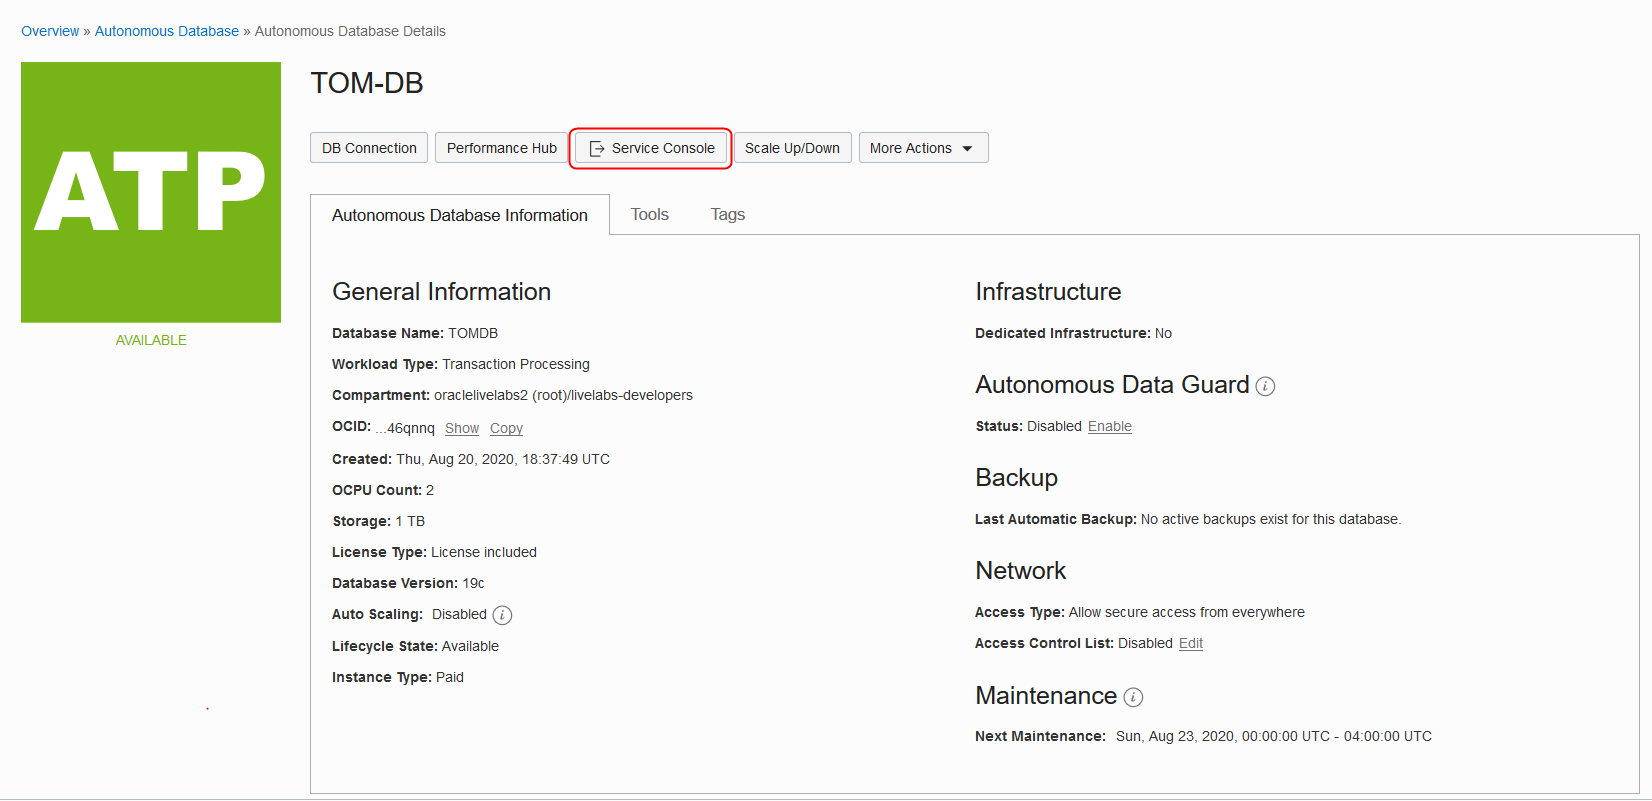 Overview » Autonomous Database » Autonomous Database Details
ATP
AVAILABLE
TOM-DB
DB Connection Performance Hub Service Console Scale Up/Down More Actions
Autonomous Database Information Tools Tags
General Information
Database Name: TOMDB
Workload Type: Transaction Processing
Compartment: oraclelivelabs2 (root)/livelabs-developers
OCID: ...46qnnq Show Copy
Created: Thu, Aug 20, 2020, 18:37:49 UTC
OCPU Count: 2
Storage: 1 TB
License Type: License included
Database Version: 19c
Auto Scaling: Disabled
Lifecycle State: Available
Instance Type: Paid
Infrastructure
Dedicated Infrastructure: No
Autonomous Data Guard
Status: Disabled Enable
Backup
Last Automatic Backup: No active backups exist for this database.
Network
Access Type: Allow secure access from everywhere
Access Control List: Disabled Edit
Maintenance
Next Maintenance: Sun, Aug 23, 2020, 00:00:00 UTC - 04:00:00 UTC